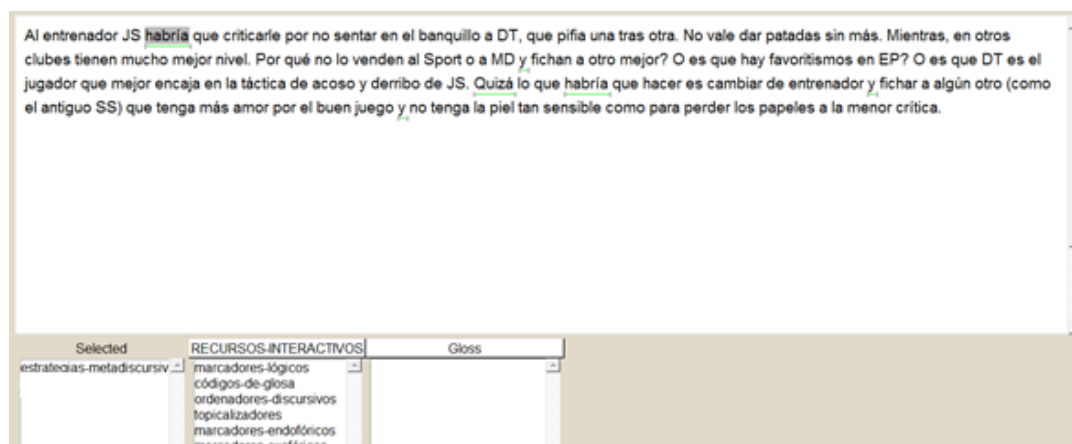 Al entrenador JS habría que criticarle por no sentar en el banquillo a DT, que pifia una tras otra. No vale dar patadas sin más. Mientras, en otros
clubes tienen mucho mejor nivel. Por qué no lo venden al Sport o a MD y fichan a otro mejor? O es que hay favoritismos en EP? O es que DT es el
jugador que mejor encaja en la táctica de acoso y derribo de JS. Quizá lo que habría que hacer es cambiar de entrenador y fichar a algún otro (como
el antiguo SS) que tenga más amor por el buen juego y no tenga la piel tan sensible como para perder los papeles a la menor crítica.
Selected RECURSOS-INTERACTIVOS Gloss
estrategias-metadiscursiv marcadores-lógicos
códigos-de-glosa
ordenadores-discursivos
topicalizadores
marcadores-endofóricos